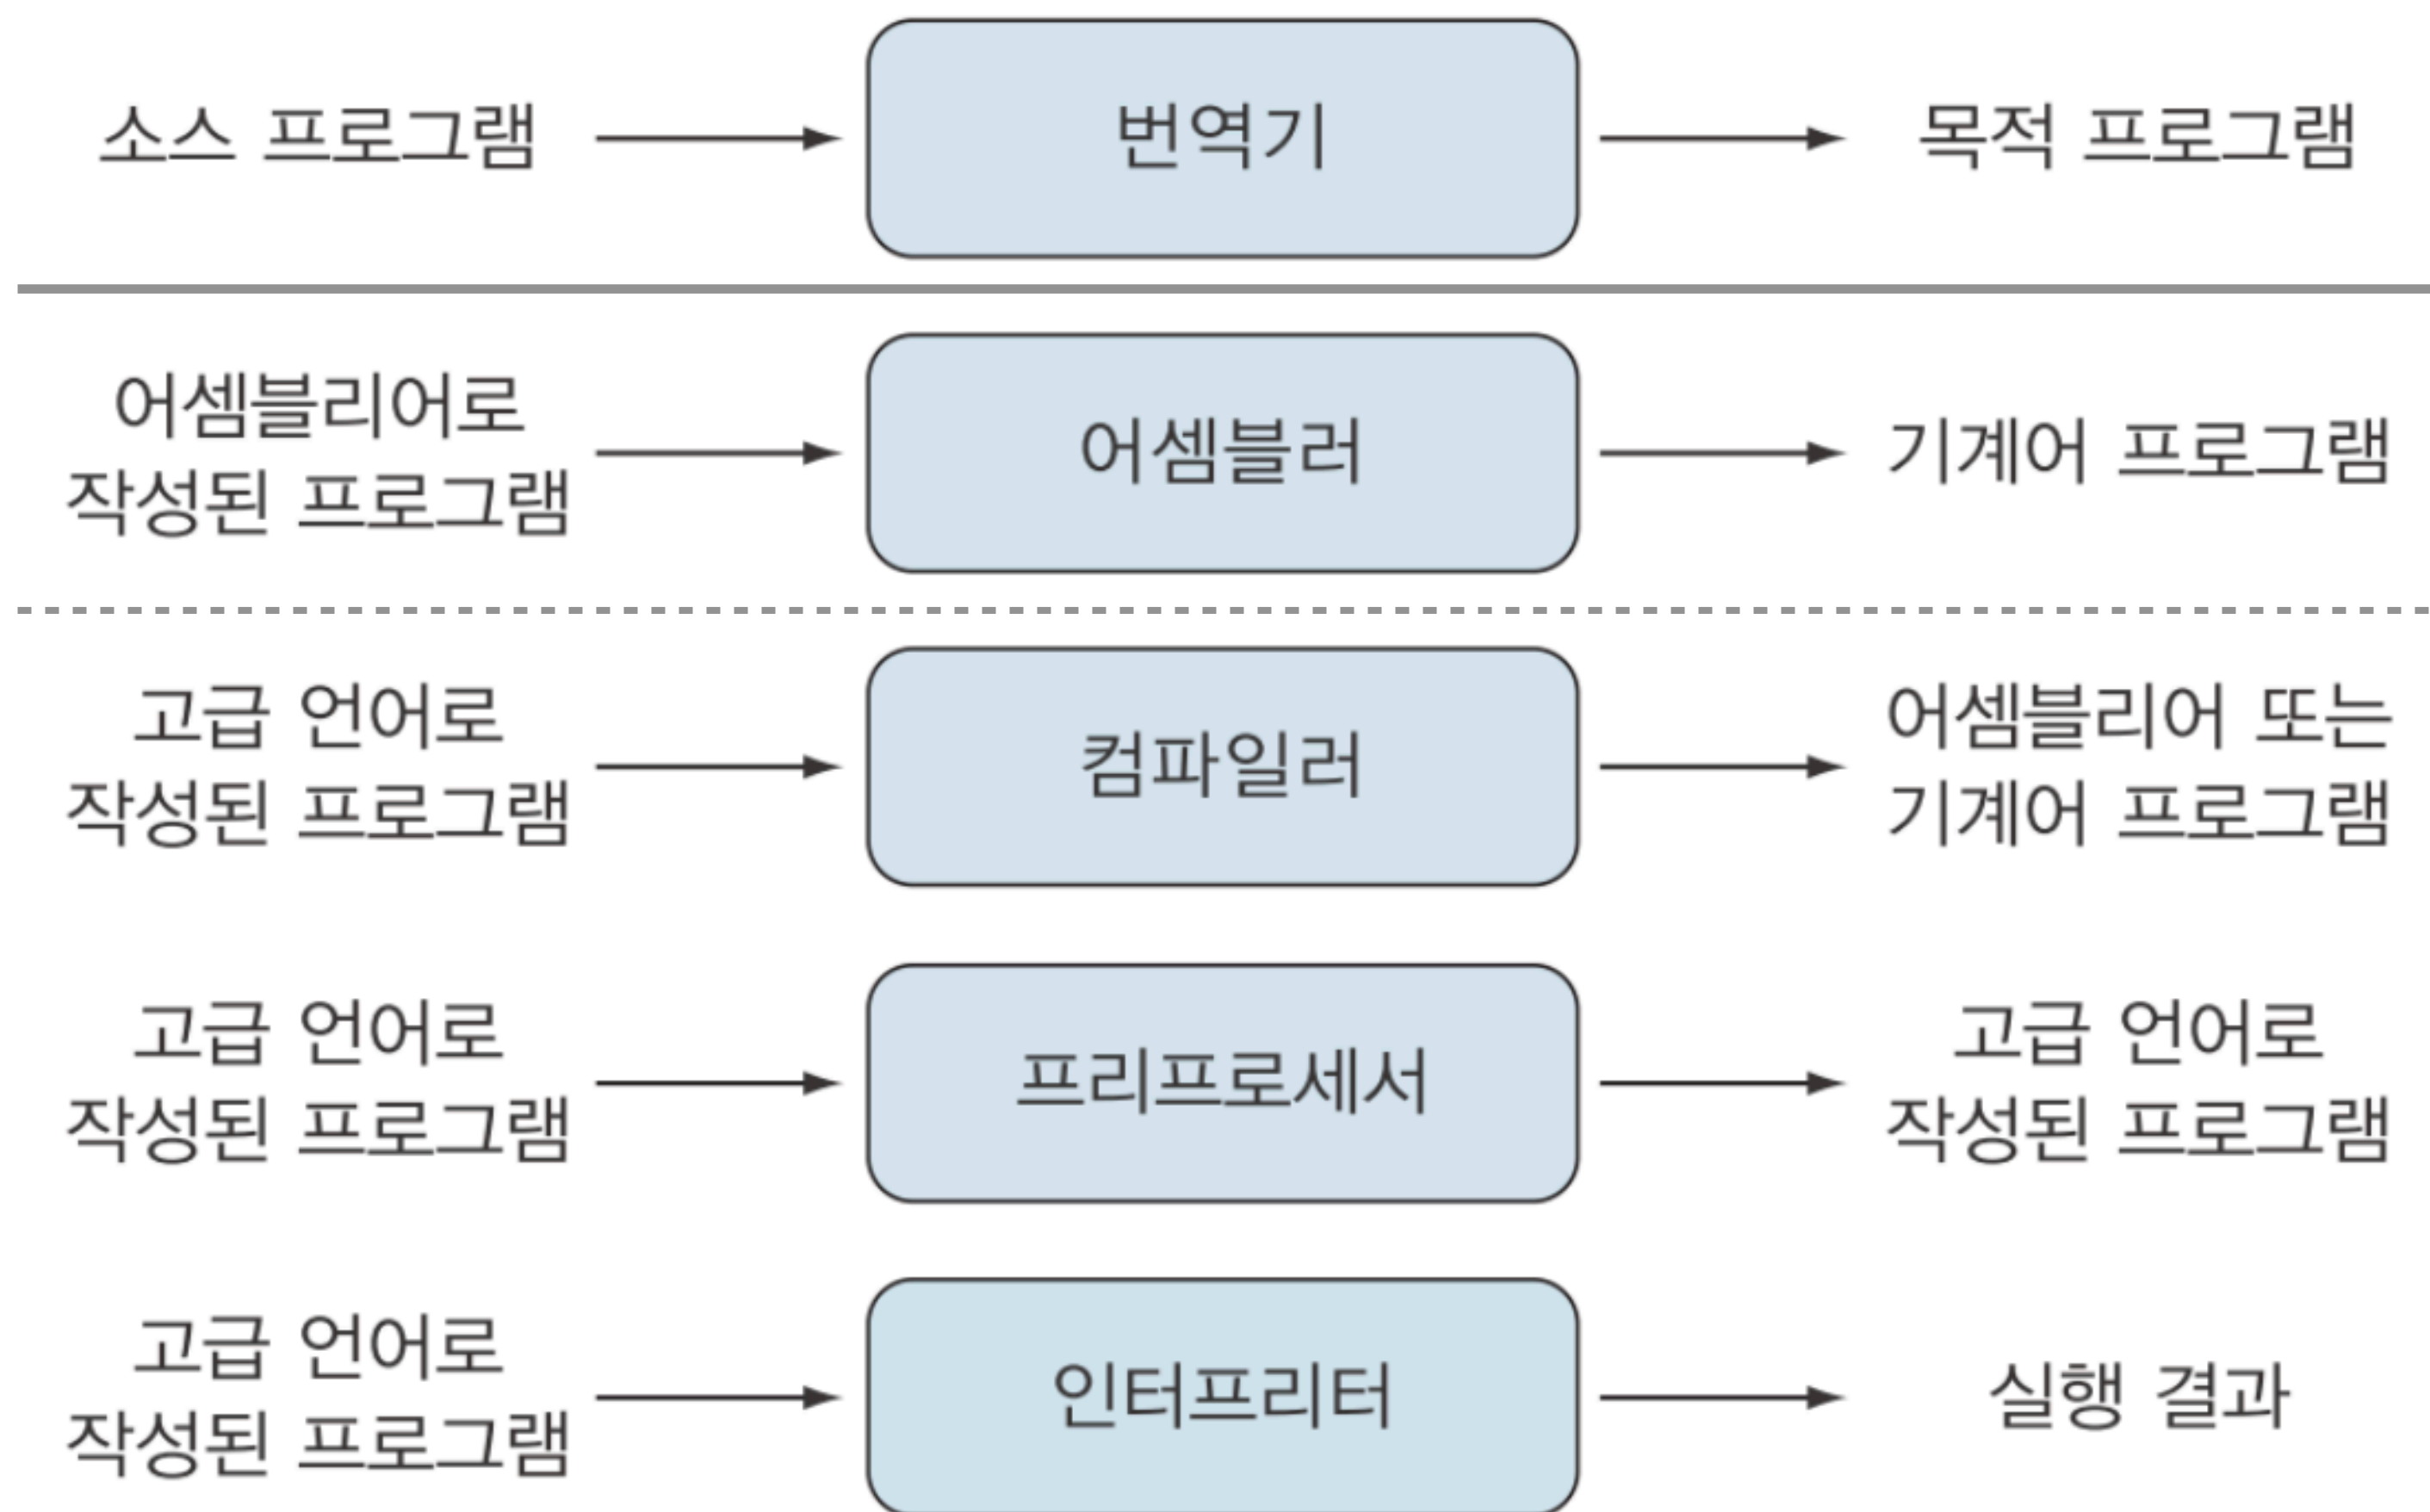 소스 프로그램
번역기
목적 프로그램
어셈블리어로
작성된 프로그램
어셈블러
기계어 프로그램
고급 언어로
작성된 프로그램
컴파일러
어셈블리어 또는
기계어 프로그램
고급 언어로
작성된 프로그램
프리프로세서
고급 언어로
작성된 프로그램
고급 언어로
작성된 프로그램
인터프리터
실행 결과